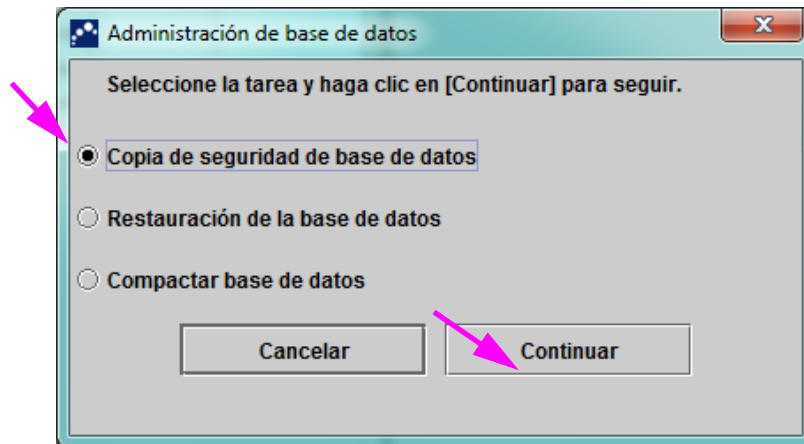 Administración de base de datos
Seleccione la tarea y haga clic en [Continuar] para seguir.
Copia de seguridad de base de datos
Restauración de la base de datos
Compactar base de datos
Cancelar
Continuar